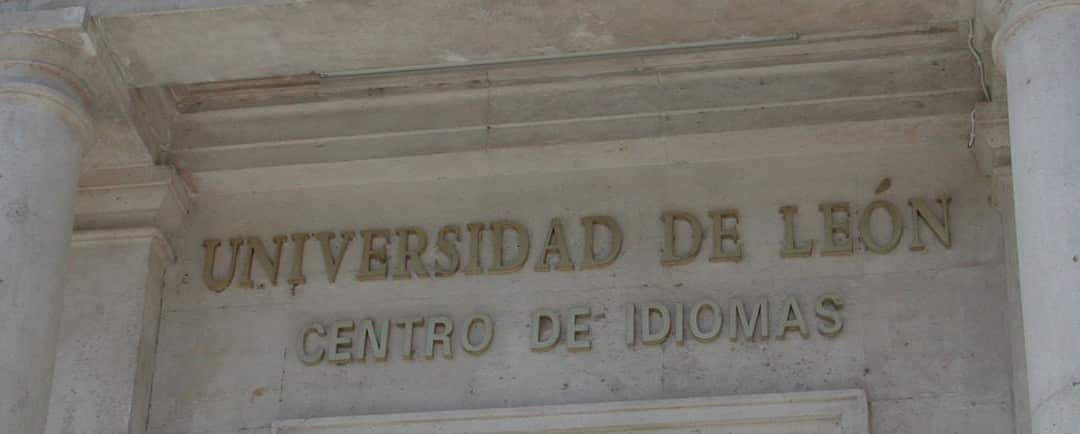 UNIVERSIDAD DE LEÓN
CENTRO DE IDIOMAS